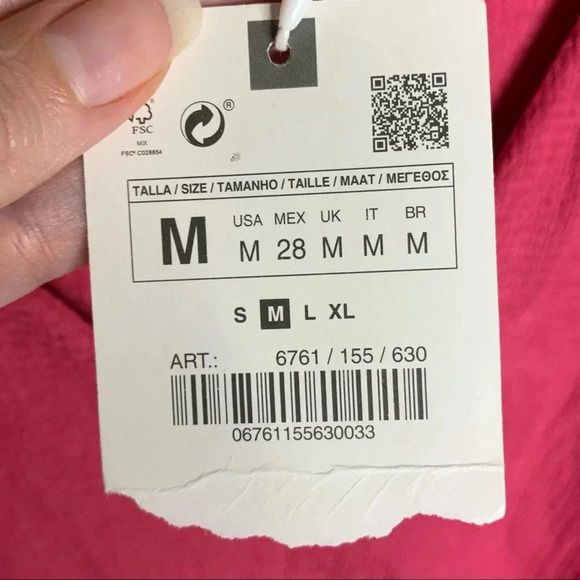 FSC
MIX
FSC® C028854
®
TALLA / SIZE / TAMANHO / TAILLE / MAAT / ΜΕΓΕΘΟΣ
M
USA MEX UK IT BR
M 28 M M M
S M L XL
ART.: 6761 / 155 / 630
06761155630033